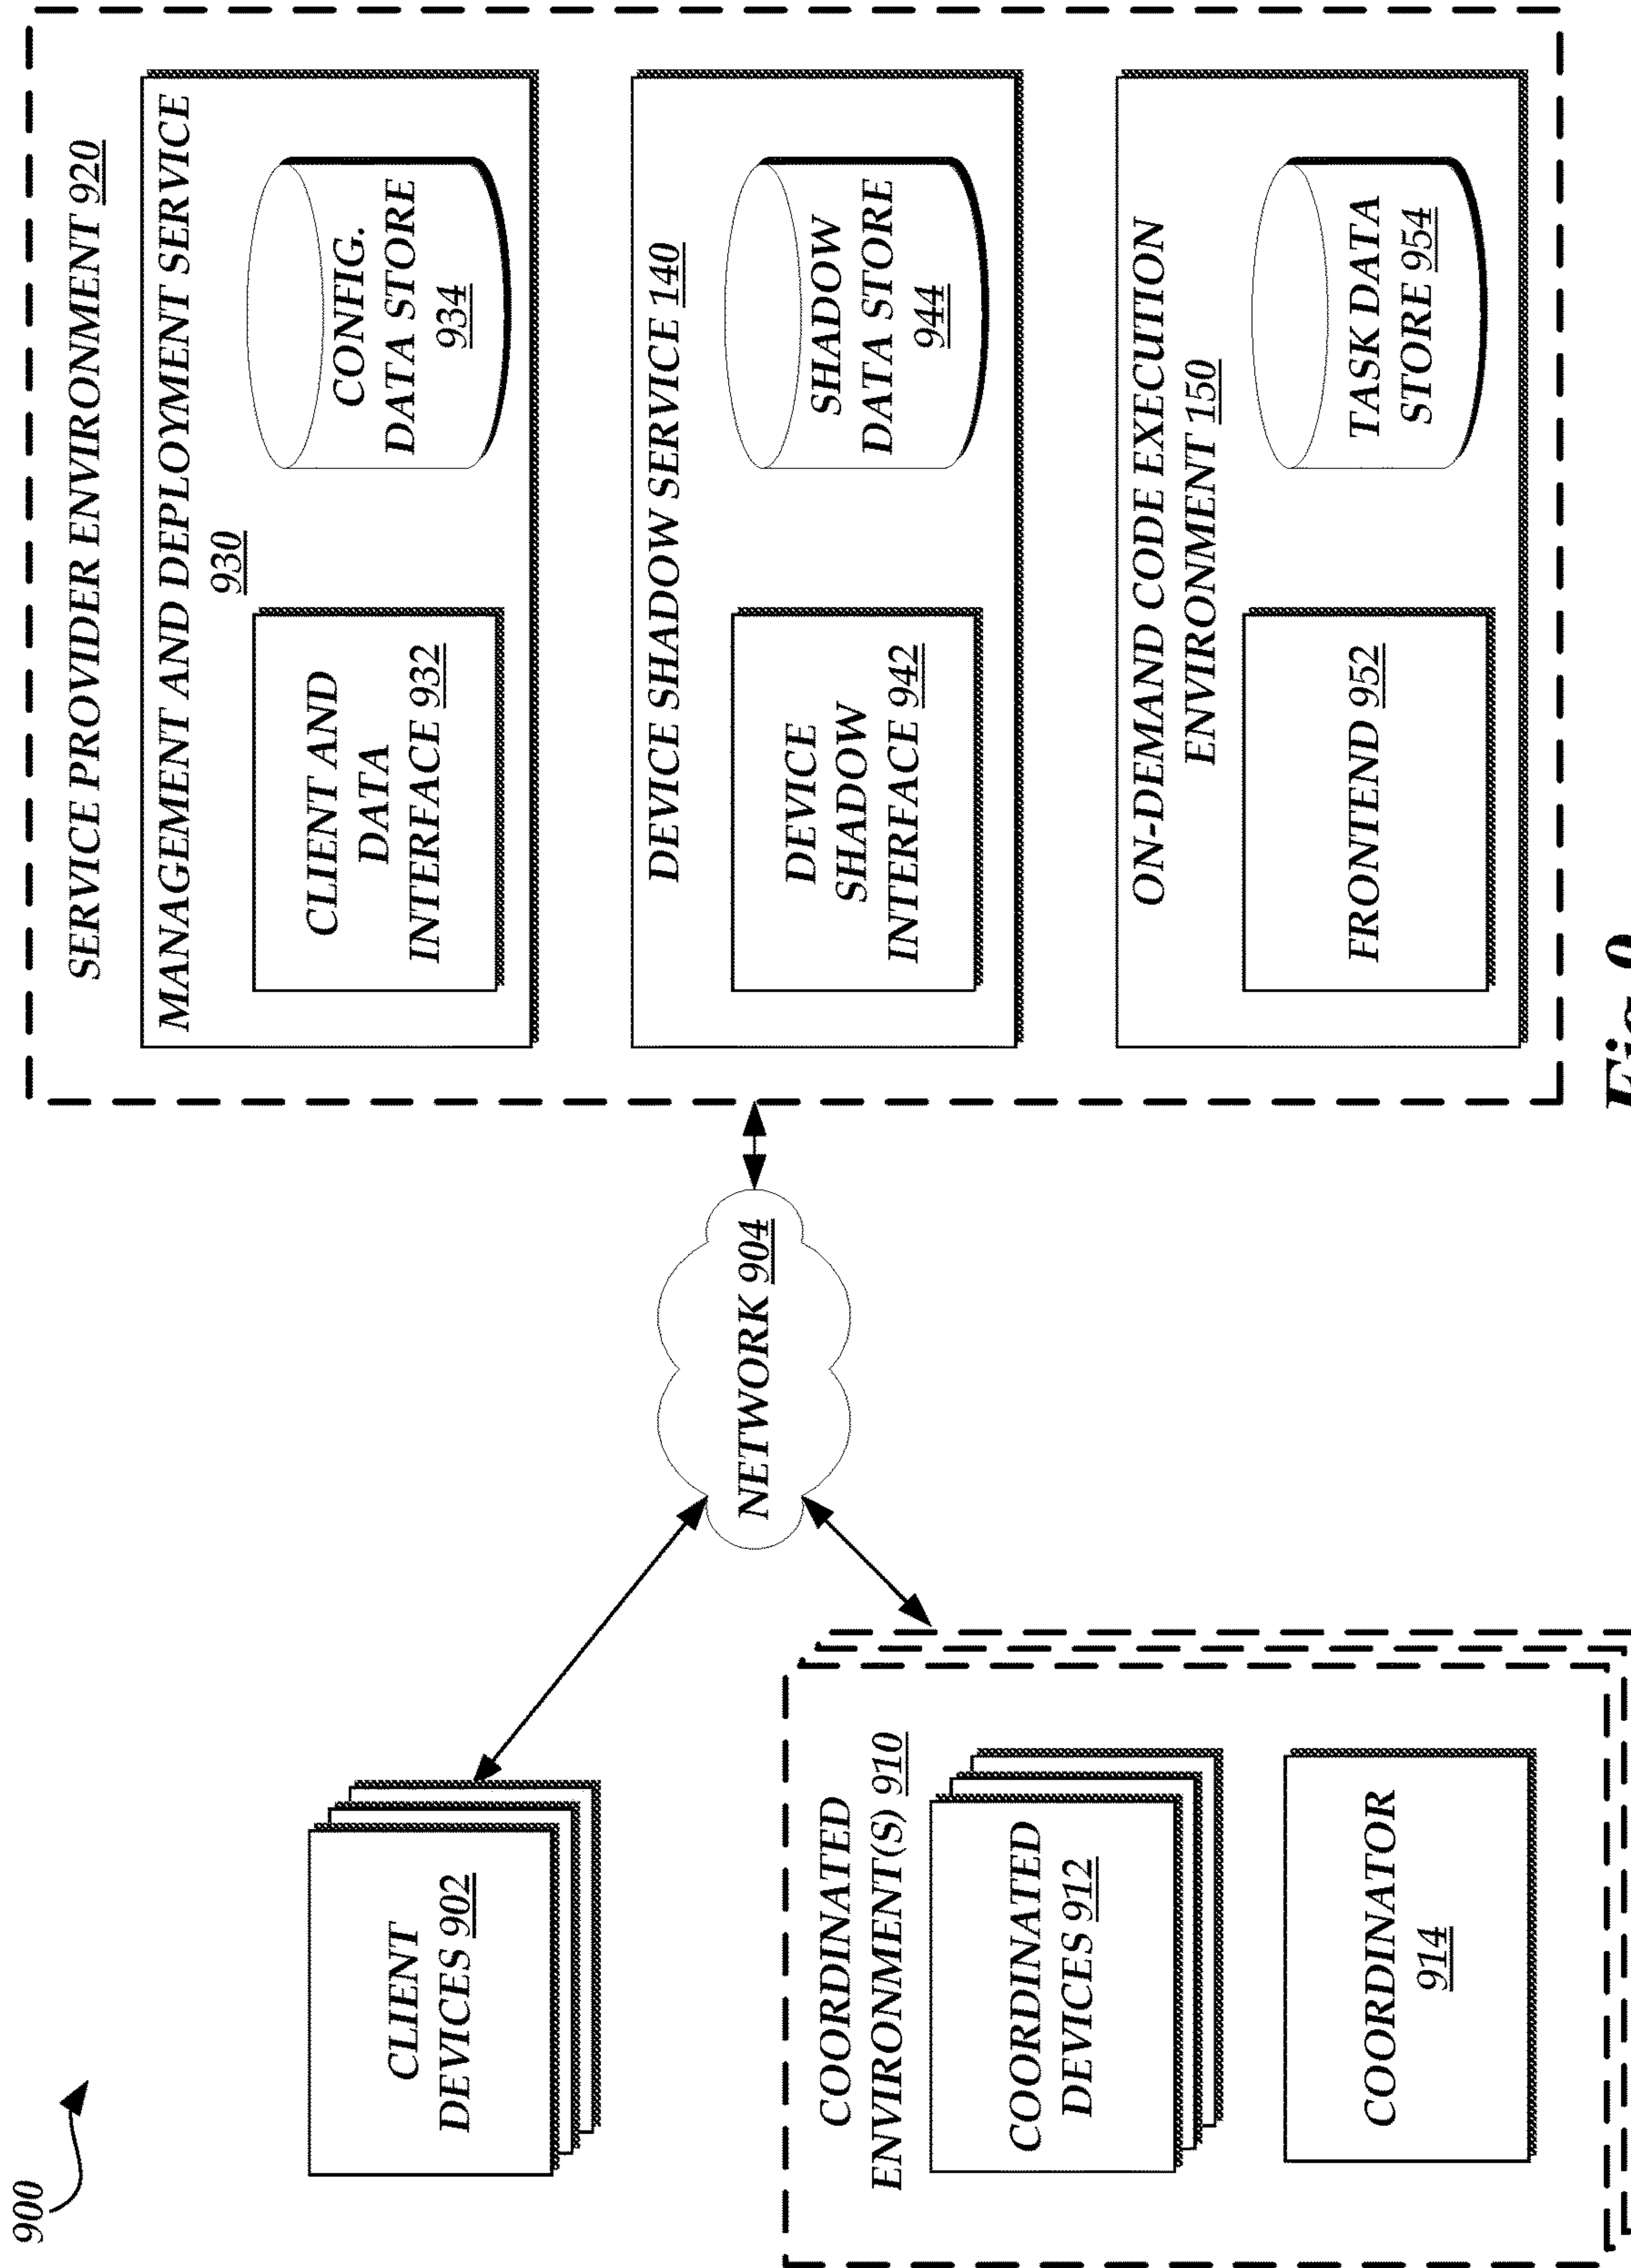 900
CLIENT
DEVICES 902
COORDINATED
ENVIRONMENT(S) 910
COORDINATED
DEVICES 912
COORDINATOR
914
NETWORK 904
SERVICE PROVIDER ENVIRONMENT 920
MANAGEMENT AND DEPLOYMENT SERVICE
930
CLIENT AND
DATA
INTERFACE 932
CONFIG.
DATA STORE
934
DEVICE SHADOW SERVICE 140
DEVICE
SHADOW
INTERFACE 942
SHADOW
DATA STORE
944
ON-DEMAND CODE EXECUTION
ENVIRONMENT 150
FRONTEND 952
TASK DATA
STORE 954